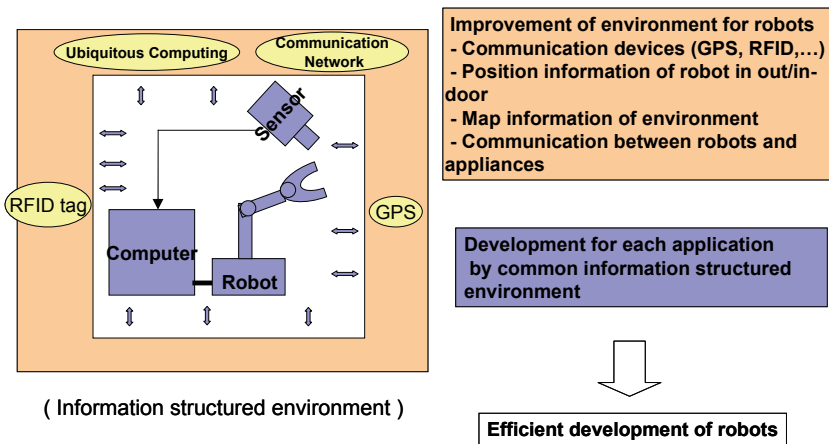 Ubiquitous Computing
Communication
Network
Sensor
RFID tag
GPS
Computer
Robot
( Information structured environment )
Improvement of environment for robots
- Communication devices (GPS, RFID,...)
- Position information of robot in out/in-
door
- Map information of environment
- Communication between robots and
appliances
Development for each application
by common information structured
environment
Efficient development of robots